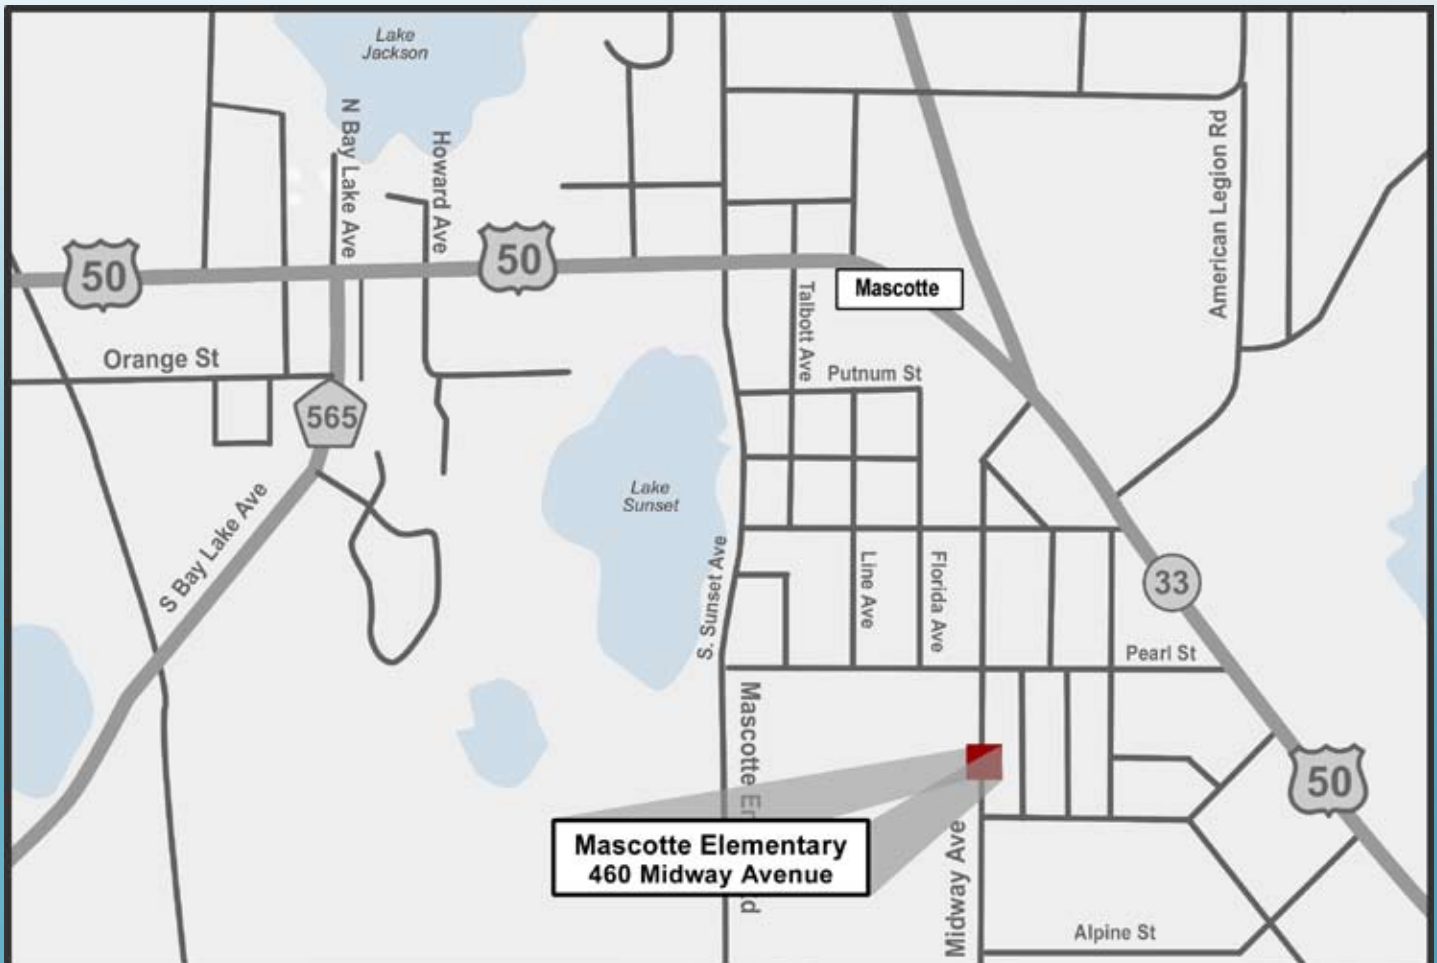 Lake
Jackson
N Bay Lake Ave
Howard Ave
American Legion Rd
50
50
Mascotte
Talbott Ave
Orange St
Putnum St
565
Lake
Sunset
S Bay Lake Ave
S. Sunset Ave
Line Ave
Florida Ave
33
Pearl St
Mascotte
50
Mascotte Elementary
460 Midway Avenue
Midway Ave
Alpine St